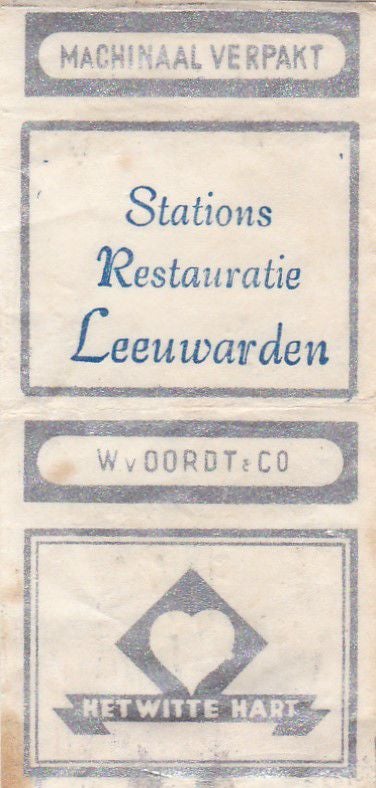 MACHINAAL VERPAKT
Stations
Restauratie
Leeuwarden
W v OORDT & CO
HET WITTE HART